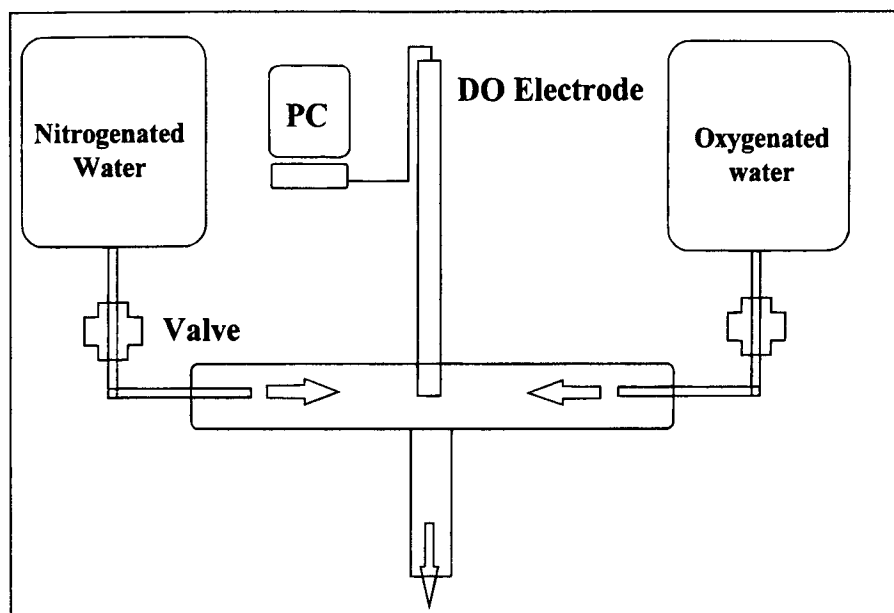 Nitrogenated
Water
PC
DO Electrode
Oxygenated
water
Valve